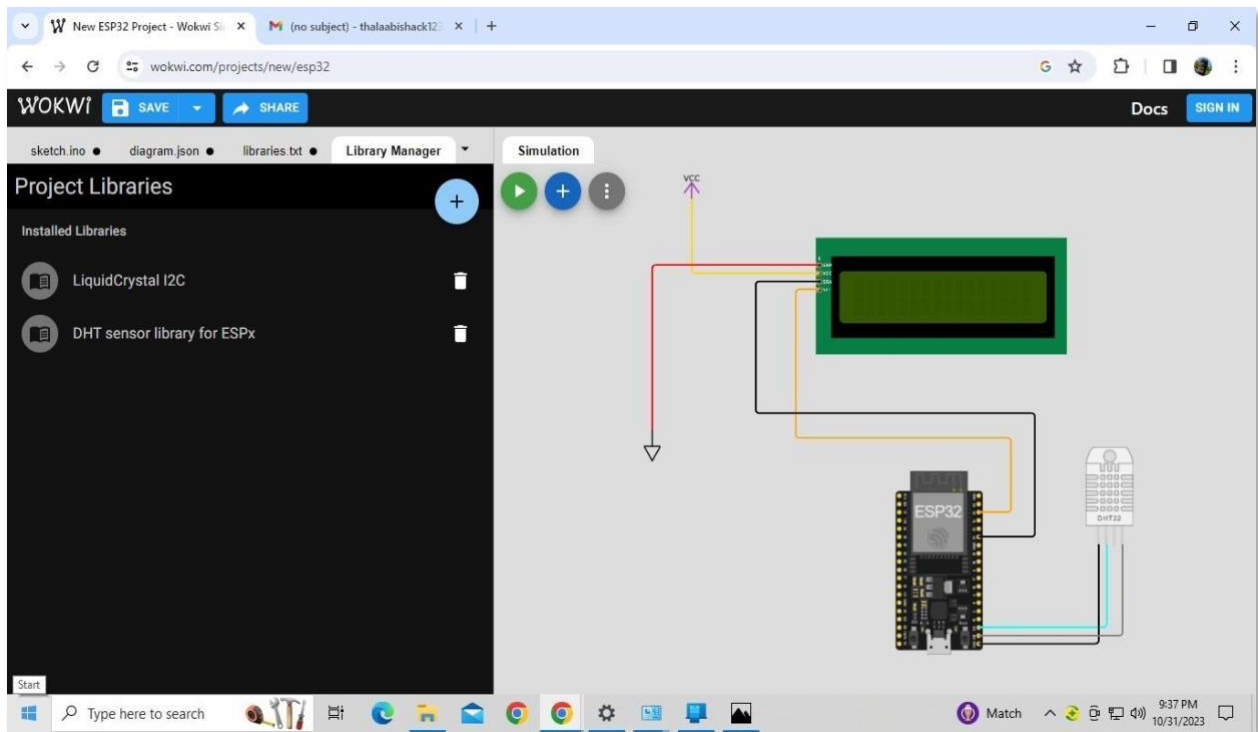 New ESP32 Project - Wokwi Si
(no subject) - thalaabishack123
wokwi.com/projects/new/esp32
WOKWi
SAVE
SHARE
Docs
SIGN IN
sketch.ino
diagram.json
libraries.txt
Library Manager
Simulation
Project Libraries
Installed Libraries
LiquidCrystal I2C
DHT sensor library for ESPx
VCC
ESP32
DHT22
Start
Type here to search
Match
9:37 PM
10/31/2023